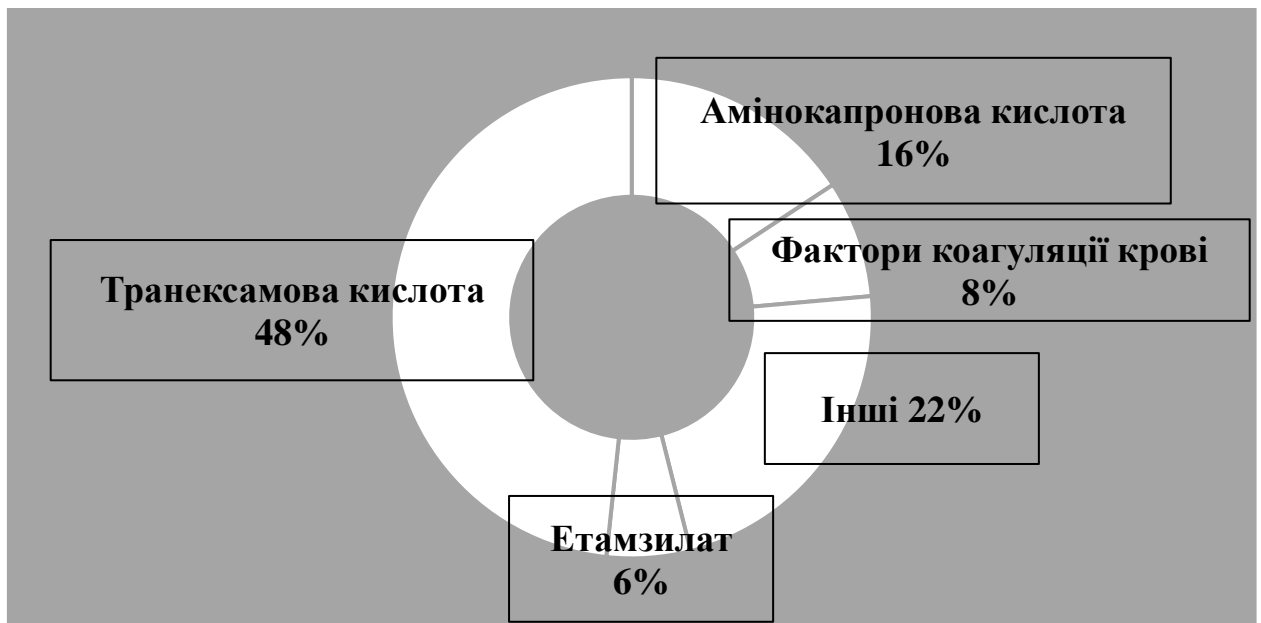 Амінокапронова кислота
16%
Фактори коагуляції крові
8%
Транексамова кислота
48%
Інші 22%
Етамзилат
6%